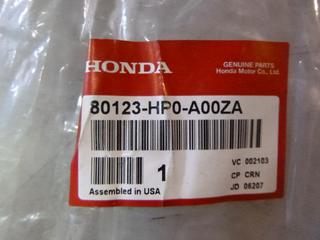 HONDA
GENUINE PARTS
Honda Motor Co., Ltd.
80123-HP0-A00ZA
1
VC 002103
CP CRN
JD 06207
Assembled in USA